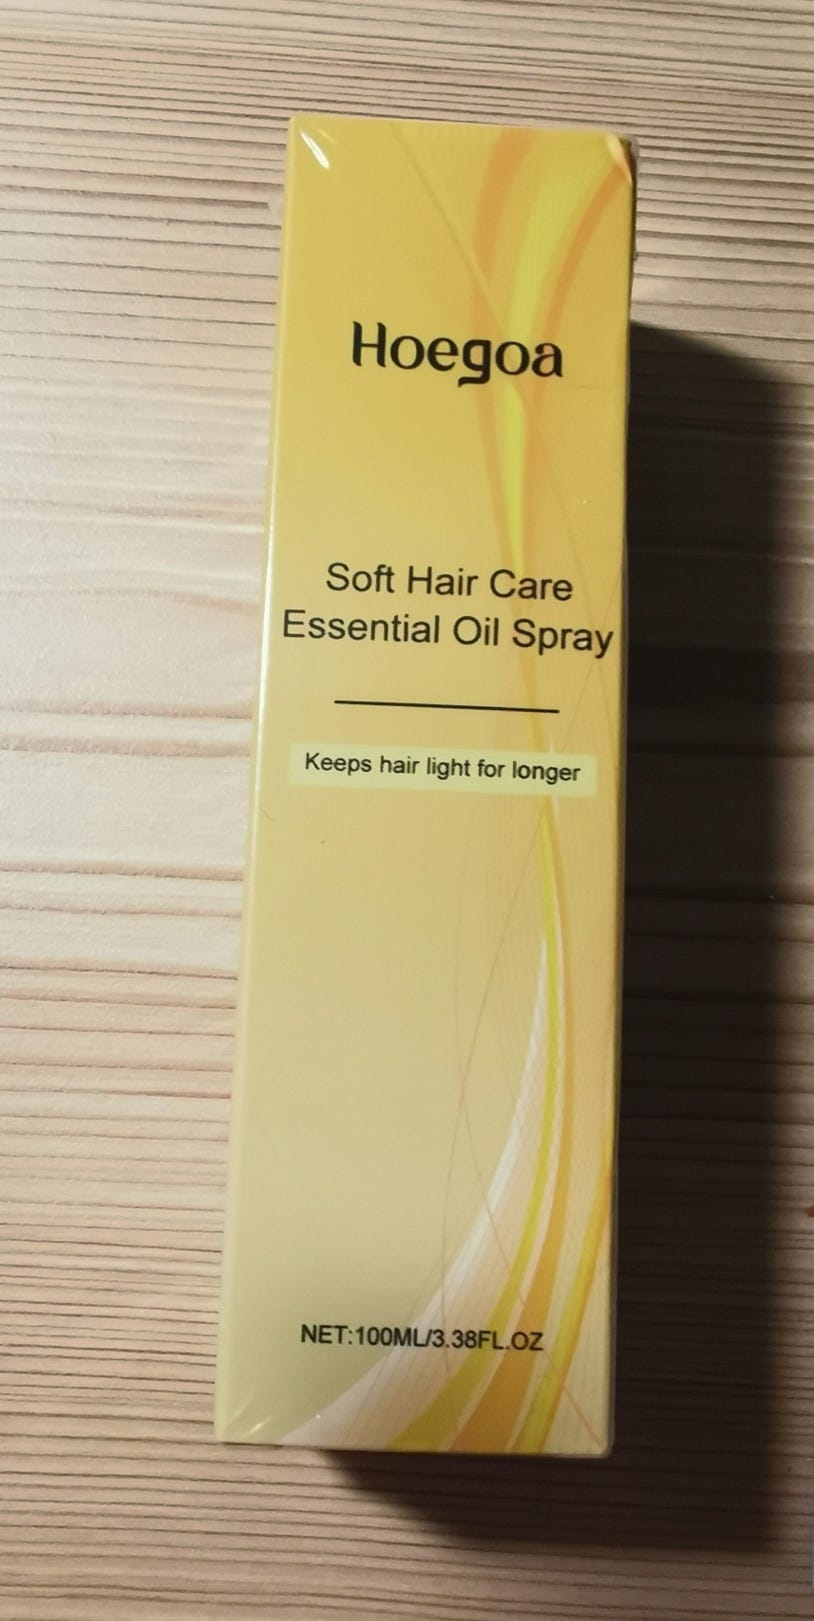 Hoegoa
Soft Hair Care
Essential Oil Spray
Keeps hair light for longer
NET:100ML/3.38FL.OZ